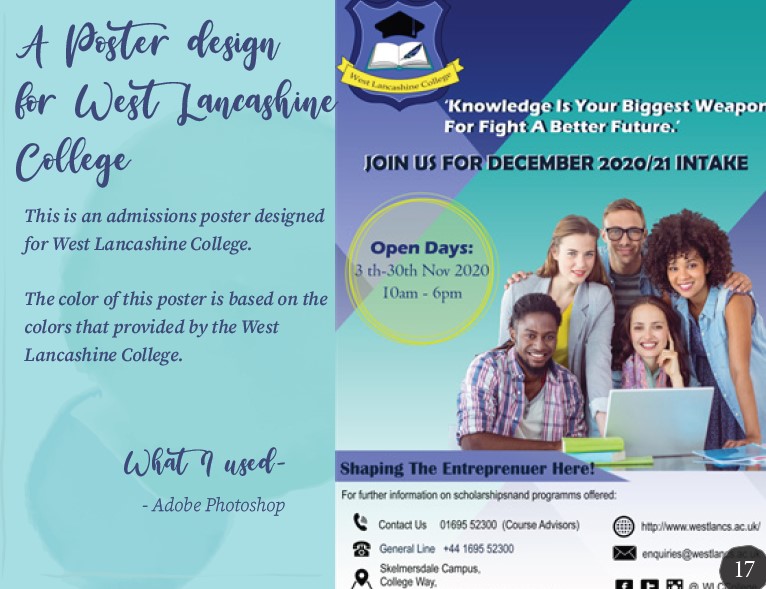 A Poster design
for West Lancashine
College
This is an admissions poster designed
for West Lancashine College.
The color of this poster is based on the
colors that provided by the West
Lancashine College.
What I used-
- Adobe Photoshop
West Lancashine College
‘Knowledge Is Your Biggest Weapon
For Fight A Better Future.’
JOIN US FOR DECEMBER 2020/21 INTAKE
Open Days:
3 th-30th Nov 2020
10am - 6pm
Shaping The Entreprenuer Here!
For further information on scholarshipsnand programms offered:
Contact Us 01695 52300 (Course Advisors)
General Line +44 1695 52300
Skelmersdale Campus,
College Way,
http://www.westlancs.ac.uk/
enquiries@westlancs.ac.uk
17